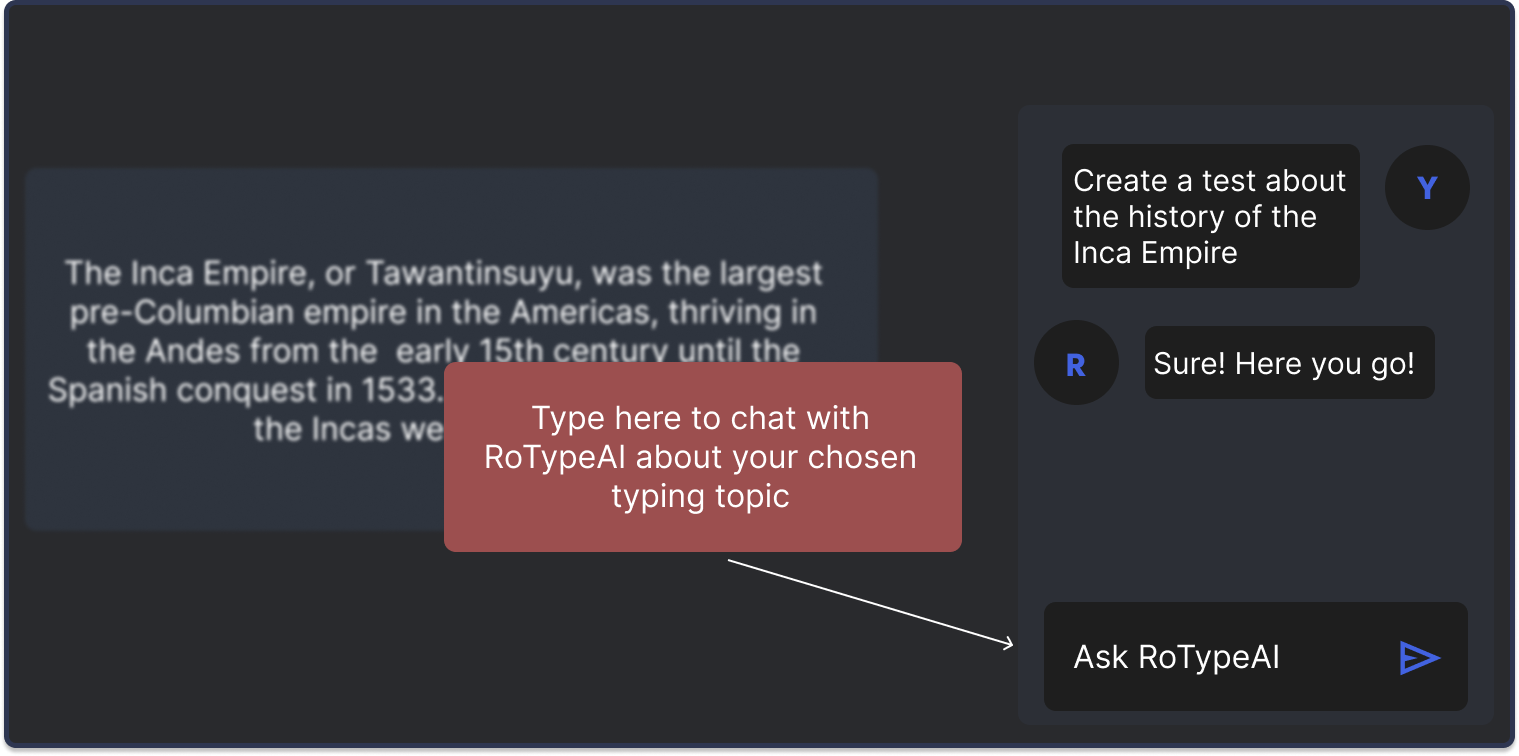 The Inca Empire, or Tawantinsuyu, was the largest
pre-Columbian empire in the Americas, thriving in
the Andes from the early 15th century until the
Spanish conquest in 1533.
the Incas we
Type here to chat with
RoTypeAI about your chosen
typing topic
Create a test about
the history of the
Inca Empire
Y
R
Sure! Here you go!
Ask RoTypeAI